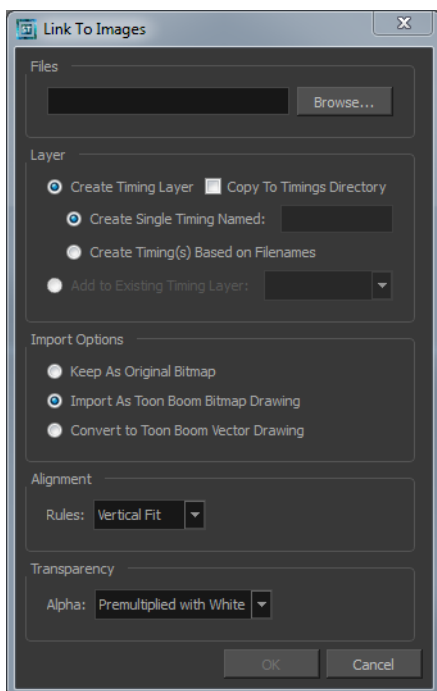 ST Link To Images
Files
Browse...
Layer
Create Timing Layer Copy To Timings Directory
Create Single Timing Named:
Create Timing(s) Based on Filenames
Add to Existing Timing Layer:
Import Options
Keep As Original Bitmap
Import As Toon Boom Bitmap Drawing
Convert to Toon Boom Vector Drawing
Alignment
Rules: Vertical Fit
Transparency
Alpha: Premultiplied with White
OK Cancel